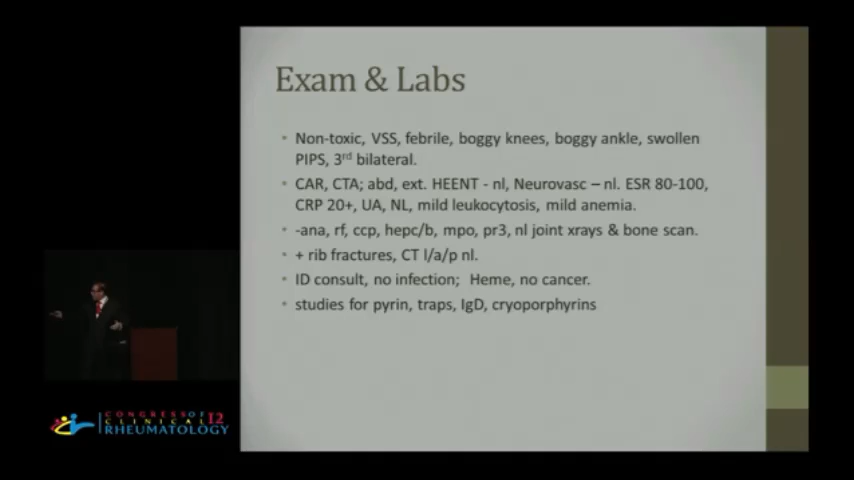 Exam & Labs
Non-toxic, VSS, febrile, boggy knees, boggy ankle, swollen
PIPS, 3rd bilateral.
CAR, CTA; abd, ext. HEENT - nl, Neurovasc – nl. ESR 80-100,
CRP 20+, UA, NL, mild leukocytosis, mild anemia.
-ana, rf, ccp, hepc/b, mpo, pr3, nl joint xrays & bone scan.
+ rib fractures, CT l/a/p nl.
ID consult, no infection; Heme, no cancer.
studies for pyrin, traps, IgD, cryoporphyrins
CONGRESS OF
CLINICAL 12
RHEUMATOLOGY